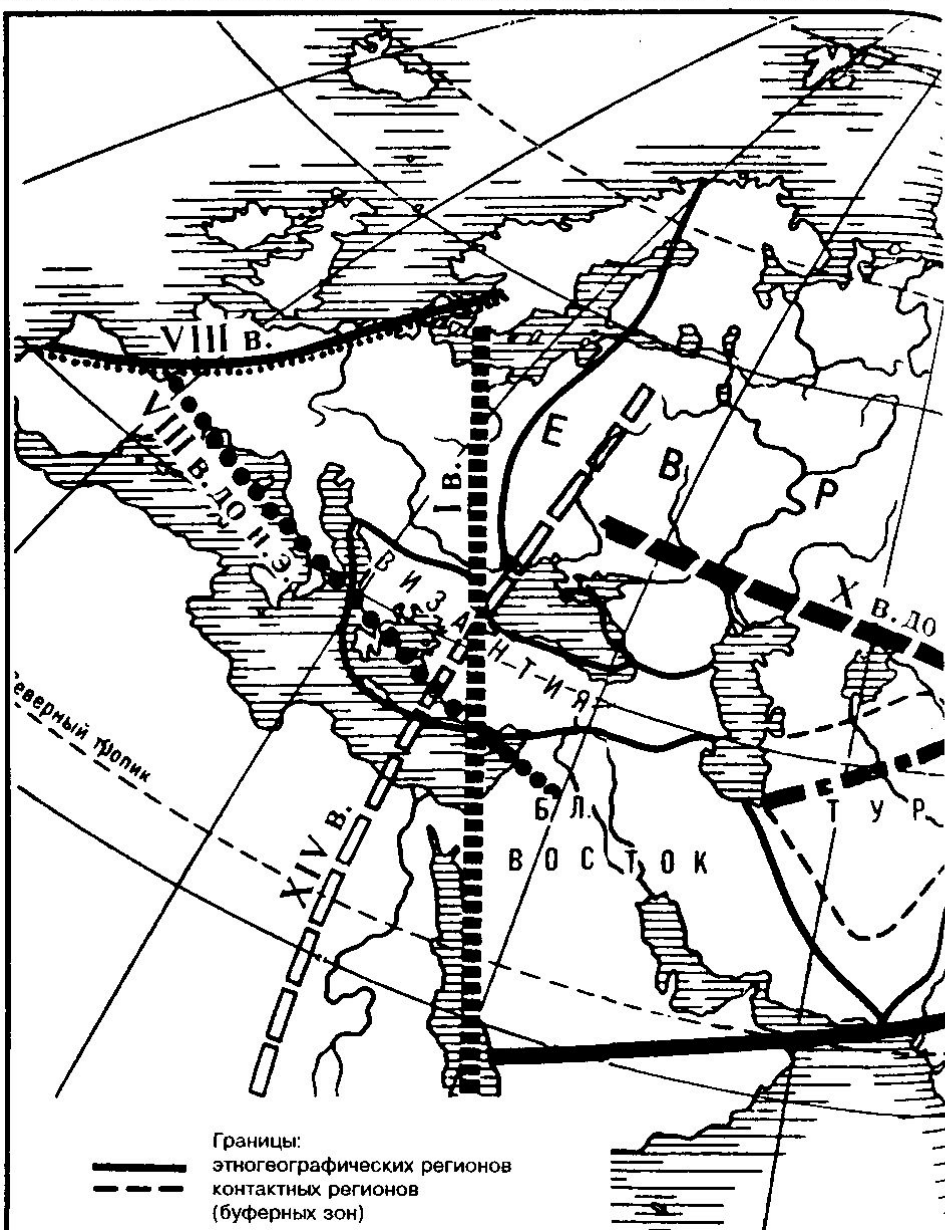 VIII в.
VIII в. до н. э.
I в.
Е В Р
ВИЗАНТИЯ
X в. до
Северный тропик
XIV в.
БЛ.
ВОСТОК
ТУР
Границы:
этногеографических регионов
контактных регионов
(буферных зон)